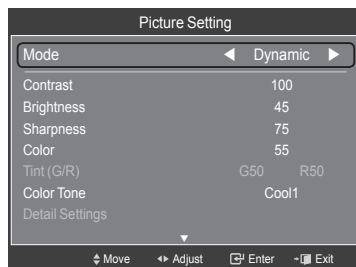 Picture Setting
Mode ◀ Dynamic ▶
Contrast 100
Brightness 45
Sharpness 75
Color 55
Tint (G/R) G50 R50
Color Tone Cool1
Detail Settings
Move Adjust Enter Exit